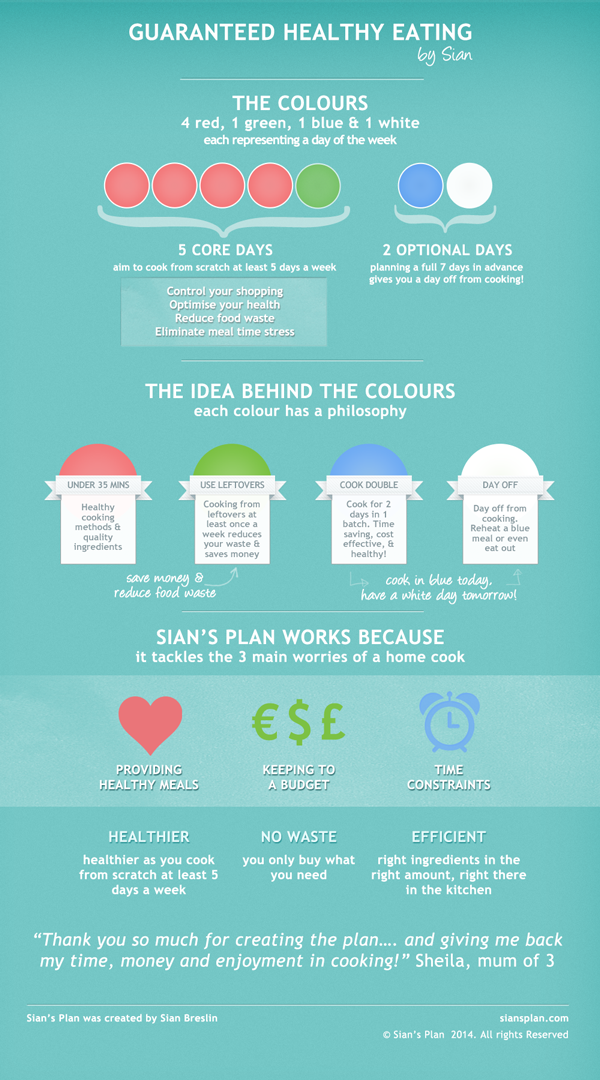 GUARANTEED HEALTHY EATING
by Sian
THE COLOURS
4 red, 1 green, 1 blue & 1 white
each representing a day of the week
5 CORE DAYS
aim to cook from scratch at least 5 days a week
Control your shopping
Optimise your health
Reduce food waste
Eliminate meal time stress
2 OPTIONAL DAYS
planning a full 7 days in advance
gives you a day off from cooking!
THE IDEA BEHIND THE COLOURS
each colour has a philosophy
UNDER 35 MINS
Healthy
cooking
methods &
quality
ingredients
USE LEFTOVERS
Cooking from
leftovers at
least once a
week reduces
your waste &
saves money
COOK DOUBLE
Cook for 2
days in 1
batch. Time
saving, cost
effective, &
healthy!
DAY OFF
Day off from
cooking.
Reheat a blue
meal or even
eat out
save money &
reduce food waste
cook in blue today,
have a white day tomorrow!
SIAN'S PLAN WORKS BECAUSE
it tackles the 3 main worries of a home cook
€ $ £
PROVIDING
HEALTHY MEALS
KEEPING TO
A BUDGET
TIME
CONSTRAINTS
HEALTHIER
healthier as you cook
from scratch at least 5
days a week
NO WASTE
you only buy what
you need
EFFICIENT
right ingredients in the
right amount, right there
in the kitchen
“Thank you so much for creating the plan.... and giving me back
my time, money and enjoyment in cooking!” Sheila, mum of 3
Sian's Plan was created by Sian Breslin
siansplan.com
© Sian's Plan 2014. All rights Reserved